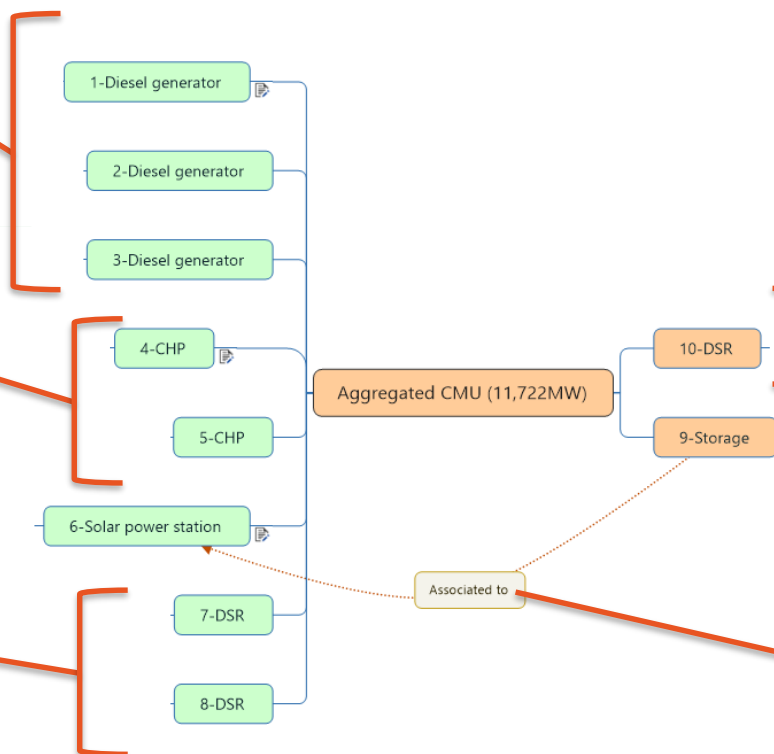 1-Diesel generator
2-Diesel generator
3-Diesel generator
4-CHP
5-CHP
6-Solar power station
7-DSR
8-DSR
Aggregated CMU (11,722MW)
10-DSR
9-Storage
Associated to